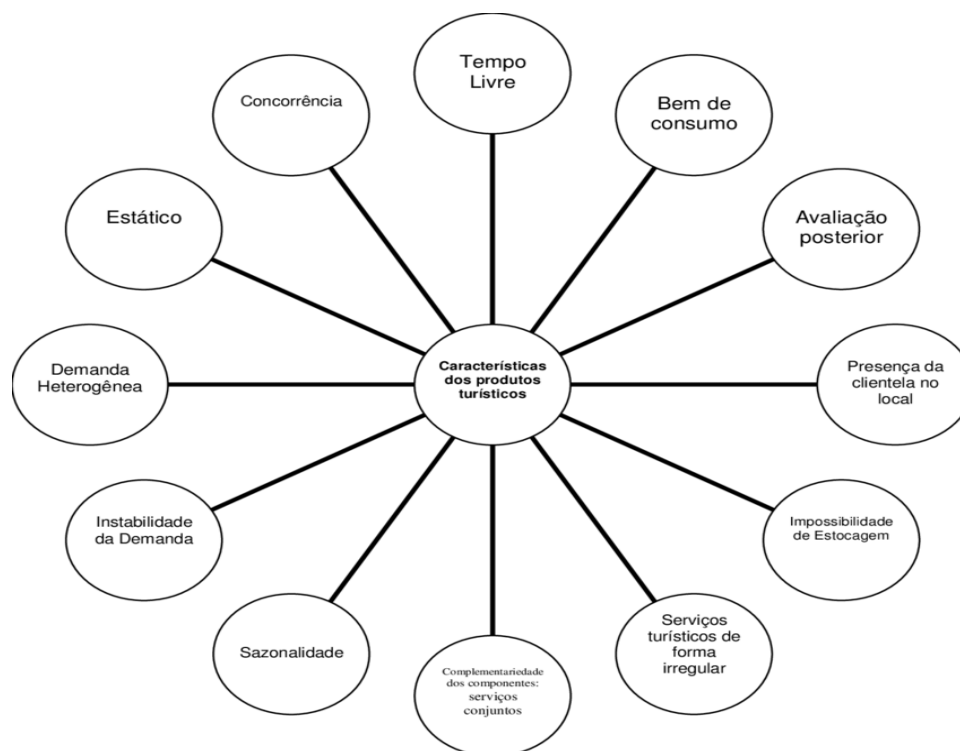 Tempo
Livre
Bem de
consumo
Avaliação
posterior
Presença da
clientela no
local
Impossibilidade
de Estocagem
Serviços
turísticos de
forma
irregular
Complementariedade
dos componentes:
serviços
conjuntos
Sazonalidade
Instabilidade
da Demanda
Demanda
Heterogênea
Estático
Concorrência
Características
dos produtos
turísticos